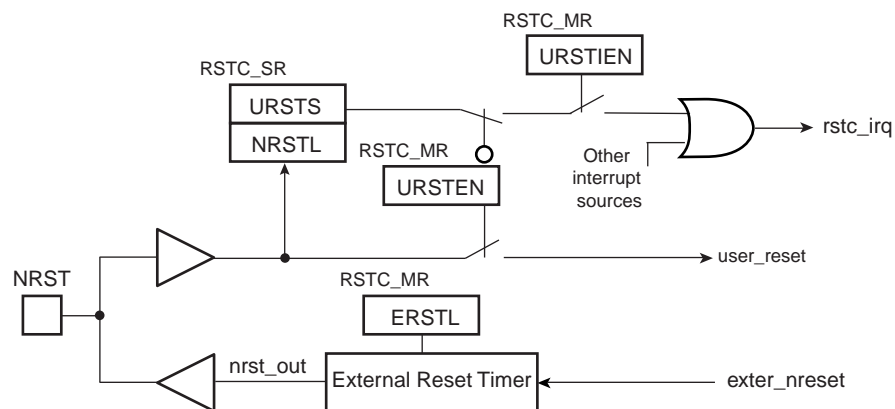 RSTC_MR
URSTIEN
RSTC_SR
URSTS
NRSTL
RSTC_MR
URSTEN
rstc_irq
Other
interrupt
sources
user_reset
NRST
RSTC_MR
ERSTL
nrst_out
External Reset Timer
exter_nreset